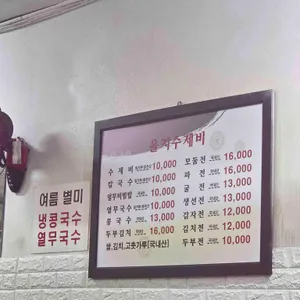 을지수제비
수제비 10,000
칼국수 10,000
열무비빔밥 10,000
열무국수 10,000
콩국수 13,000
두부김치 16,000
쌀,김치,고춧가루(국내산)
모둠전 16,000
파전 16,000
굴전 13,000
생선전 13,000
감자전 12,000
김치전 12,000
두부전 10,000
여름 별미
냉콩국수
열무국수